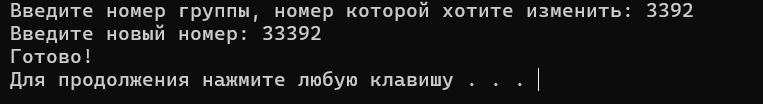 Введите номер группы, номер которой хотите изменить: 3392
Введите новый номер: 33392
Готово!
Для продолжения нажмите любую клавишу . . .